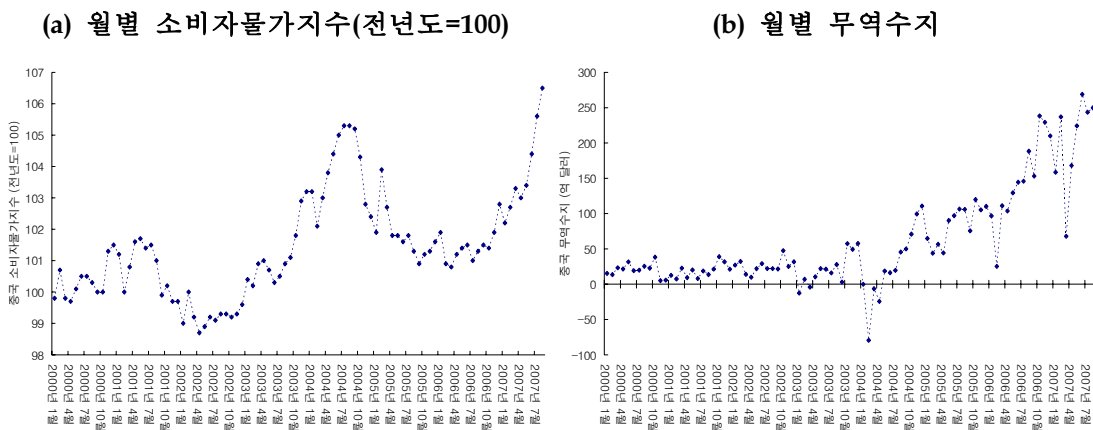 (a) 월별 소비자물가지수(전년도=100)
중국 소비자물가지수 (전년도=100)
107
106
105
104
103
102
101
100
99
98
2000년 1월
2000년 4월
2000년 7월
2000년 10월
2001년 1월
2001년 4월
2001년 7월
2001년 10월
2002년 1월
2002년 4월
2002년 7월
2002년 10월
2003년 1월
2003년 4월
2003년 7월
2003년 10월
2004년 1월
2004년 4월
2004년 7월
2004년 10월
2005년 1월
2005년 4월
2005년 7월
2005년 10월
2006년 1월
2006년 4월
2006년 7월
2006년 10월
2007년 1월
2007년 4월
2007년 7월
(b) 월별 무역수지
중국 무역수지 (억 달러)
300
250
200
150
100
50
0
-50
-100
2000년 1월
2000년 4월
2000년 7월
2000년 10월
2001년 1월
2001년 4월
2001년 7월
2001년 10월
2002년 1월
2002년 4월
2002년 7월
2002년 10월
2003년 1월
2003년 4월
2003년 7월
2003년 10월
2004년 1월
2004년 4월
2004년 7월
2004년 10월
2005년 1월
2005년 4월
2005년 7월
2005년 10월
2006년 1월
2006년 4월
2006년 7월
2006년 10월
2007년 1월
2007년 4월
2007년 7월